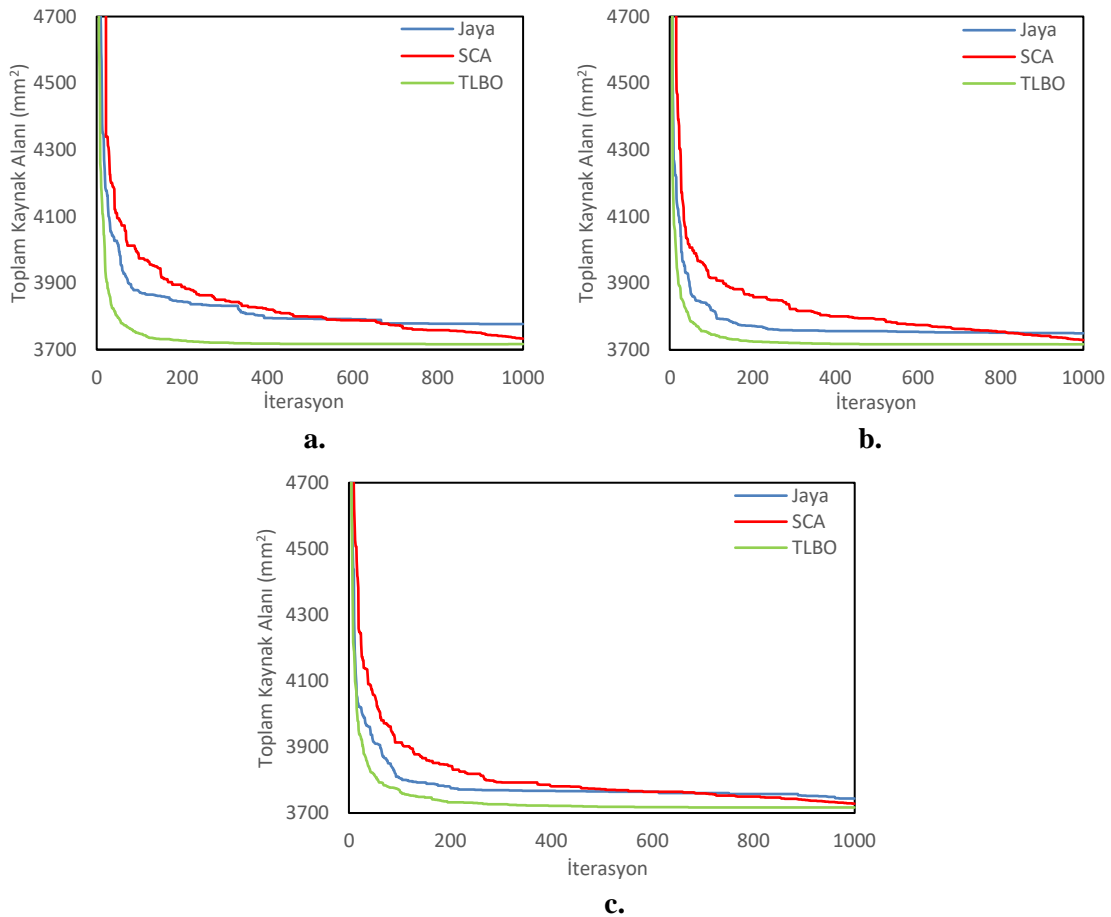 4700
4500
4300
4100
3900
3700
0
200
400
600
800
1000
Toplam Kaynak Alanı (mm²)
İterasyon
Jaya
SCA
TLBO
a.
4700
4500
4300
4100
3900
3700
0
200
400
600
800
1000
Toplam Kaynak Alanı (mm²)
İterasyon
Jaya
SCA
TLBO
b.
4700
4500
4300
4100
3900
3700
0
200
400
600
800
1000
Toplam Kaynak Alanı (mm²)
İterasyon
Jaya
SCA
TLBO
c.